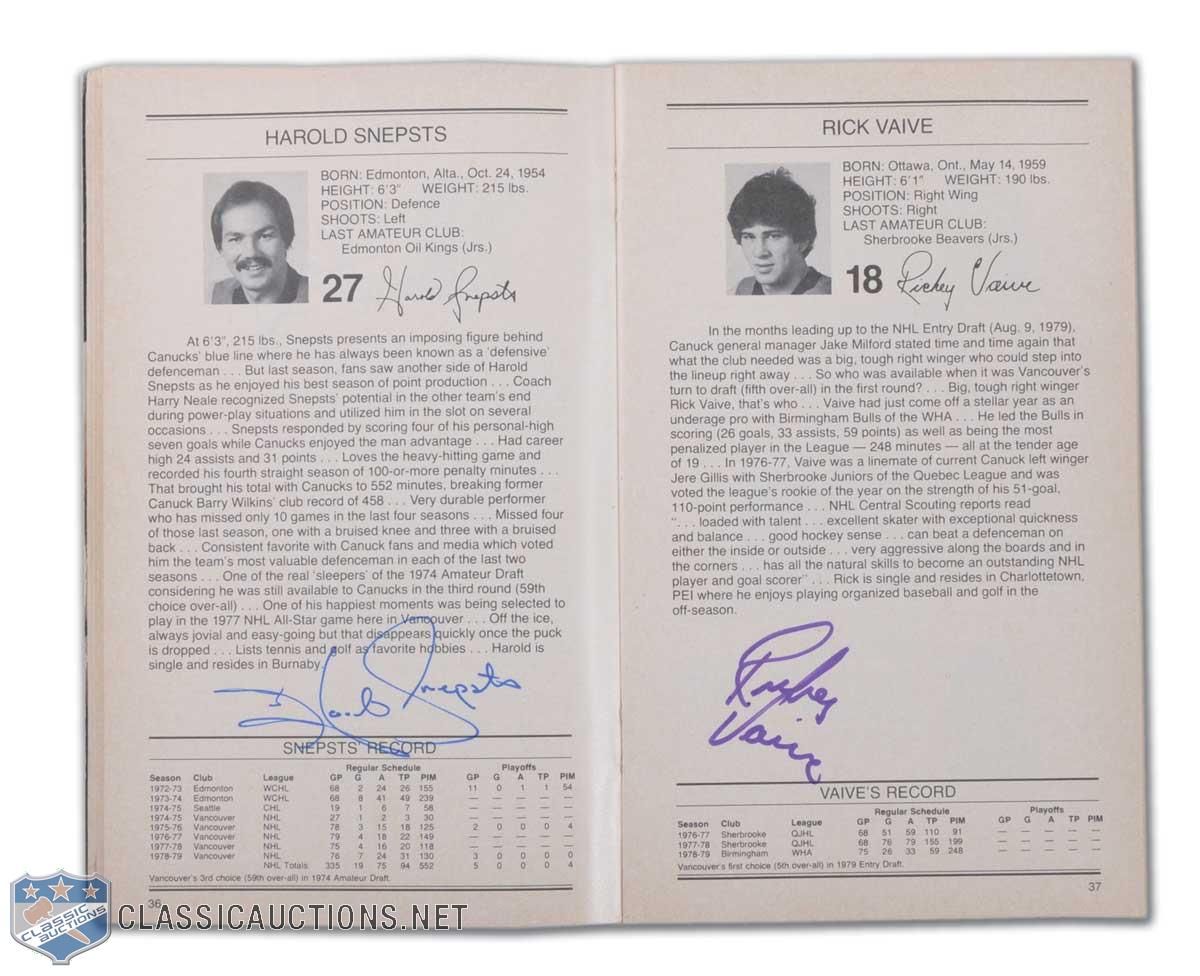 HAROLD SNEPSTS
BORN: Edmonton, Alta., Oct. 24, 1954
HEIGHT: 6'3" WEIGHT: 215 lbs.
POSITION: Defence
SHOOTS: Left
LAST AMATEUR CLUB:
Edmonton Oil Kings (Jrs.)
27 Harold Snepsts
At 6'3", 215 lbs., Snepsts presents an imposing figure behind
Canucks' blue line where he has always been known as a 'defensive'
defenceman . . . But last season, fans saw another side of Harold
Snepsts as he enjoyed his best season of point production . . . Coach
Harry Neale recognized Snepsts' potential in the other team's end
during power-play situations and utilized him in the slot on several
occasions . . . Snepsts responded by scoring four of his personal-high
seven goals while Canucks enjoyed the man advantage . . . Had career
high 24 assists and 31 points . . . Loves the heavy-hitting game and
recorded his fourth straight season of 100-or-more penalty minutes . . .
That brought his total with Canucks to 552 minutes, breaking former
Canuck Barry Wilkins' club record of 458 . . . Very durable performer
who has missed only 10 games in the last four seasons . . . Missed four
of those last season, one with a bruised knee and three with a bruised
back . . . Consistent favorite with Canuck fans and media which voted
him the team's most valuable defenceman in each of the last two
seasons . . . One of the real 'sleepers' of the 1974 Amateur Draft
considering he was still available to Canucks in the third round (59th
choice over-all) . . . One of his happiest moments was being selected to
play in the 1977 NHL All-Star game here in Vancouver . . . Off the ice,
always jovial and easy-going but that disappears quickly once the puck
is dropped . . . Lists tennis and golf as favorite hobbies . . . Harold is
single and resides in Burnaby.
Harold Snepsts
SNEPSTS' RECORD
Regular Schedule Playoffs
Season Club League GP G A TP PIM GP G A TP PIM
1972-73 Edmonton WCHL 68 2 24 26 155 11 0 1 1 54
1973-74 Edmonton WCHL 68 8 41 49 239 — — — — —
1974-75 Seattle CHL 19 1 6 7 58 — — — — —
1974-75 Vancouver NHL 27 1 2 3 30 — — — — —
1975-76 Vancouver NHL 78 3 15 18 125 2 0 0 0 4
1976-77 Vancouver NHL 79 4 18 22 149 — — — — —
1977-78 Vancouver NHL 75 4 16 20 118 — — — — —
1978-79 Vancouver NHL 76 7 24 31 130 3 0 0 0 0
NHL Totals 335 19 75 94 552 5 0 0 0 4
Vancouver's 3rd choice (59th over-all) in 1974 Amateur Draft.
36
RICK VAIVE
BORN: Ottawa, Ont., May 14, 1959
HEIGHT: 6'1" WEIGHT: 190 lbs.
POSITION: Right Wing
SHOOTS: Right
LAST AMATEUR CLUB:
Sherbrooke Beavers (Jrs.)
18 Rickey Vaive
In the months leading up to the NHL Entry Draft (Aug. 9, 1979),
Canuck general manager Jake Milford stated time and time again that
what the club needed was a big, tough right winger who could step into
the lineup right away . . . So who was available when it was Vancouver's
turn to draft (fifth over-all) in the first round? . . . Big, tough right winger
Rick Vaive, that's who . . . Vaive had just come off a stellar year as an
underage pro with Birmingham Bulls of the WHA . . . He led the Bulls in
scoring (26 goals, 33 assists, 59 points) as well as being the most
penalized player in the League — 248 minutes — all at the tender age
of 19 . . . In 1976-77, Vaive was a linemate of current Canuck left winger
Jere Gillis with Sherbrooke Juniors of the Quebec League and was
voted the league's rookie of the year on the strength of his 51-goal,
110-point performance . . . NHL Central Scouting reports read
". . . loaded with talent . . . excellent skater with exceptional quickness
and balance . . . good hockey sense . . . can beat a defenceman on
either the inside or outside . . . very aggressive along the boards and in
the corners . . . has all the natural skills to become an outstanding NHL
player and goal scorer" . . . Rick is single and resides in Charlottetown,
PEI where he enjoys playing organized baseball and golf in the
off-season.
Rickey
Vaive
VAIVE'S RECORD
Regular Schedule Playoffs
Season Club League GP G A TP PIM GP G A TP PIM
1976-77 Sherbrooke QJHL 68 51 59 110 91 — — — — —
1977-78 Sherbrooke QJHL 68 76 79 155 199 — — — — —
1978-79 Birmingham WHA 75 26 33 59 248 — — — — —
Vancouver's first choice (5th over-all) in 1979 Entry Draft.
37
CLASSIC
AUCTIONS
CLASSICAUCTIONS.NET